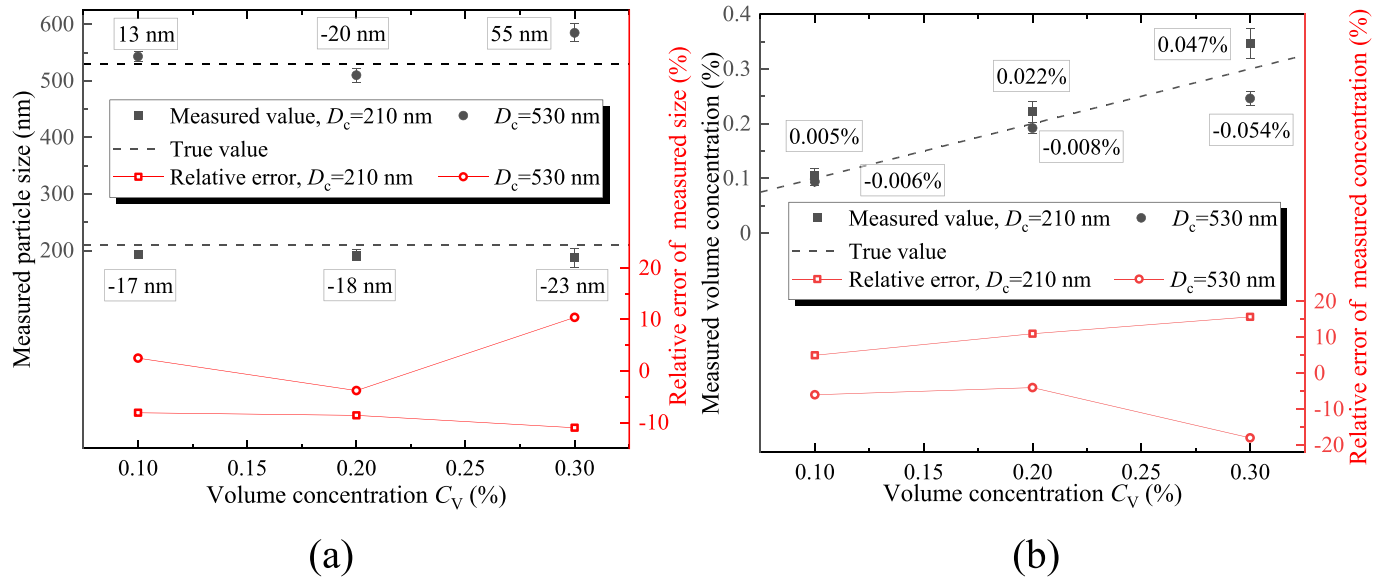 600
500
400
300
200
Measured particle size (nm)
13 nm
-20 nm
55 nm
Measured value, Dc=210 nm
Dc=530 nm
True value
Relative error, Dc=210 nm
Dc=530 nm
-17 nm
-18 nm
-23 nm
20
10
0
-10
Relative error of measured size (%)
0.10
0.15
0.20
0.25
0.30
Volume concentration CV (%)
(a)
0.4
0.3
0.2
0.1
0
Measured volume concentration (%)
0.005%
0.022%
0.047%
-0.006%
-0.008%
-0.054%
Measured value, Dc=210 nm
Dc=530 nm
True value
Relative error, Dc=210 nm
Dc=530 nm
20
10
0
-10
-20
Relative error of measured concentration (%)
0.10
0.15
0.20
0.25
0.30
Volume concentration CV (%)
(b)